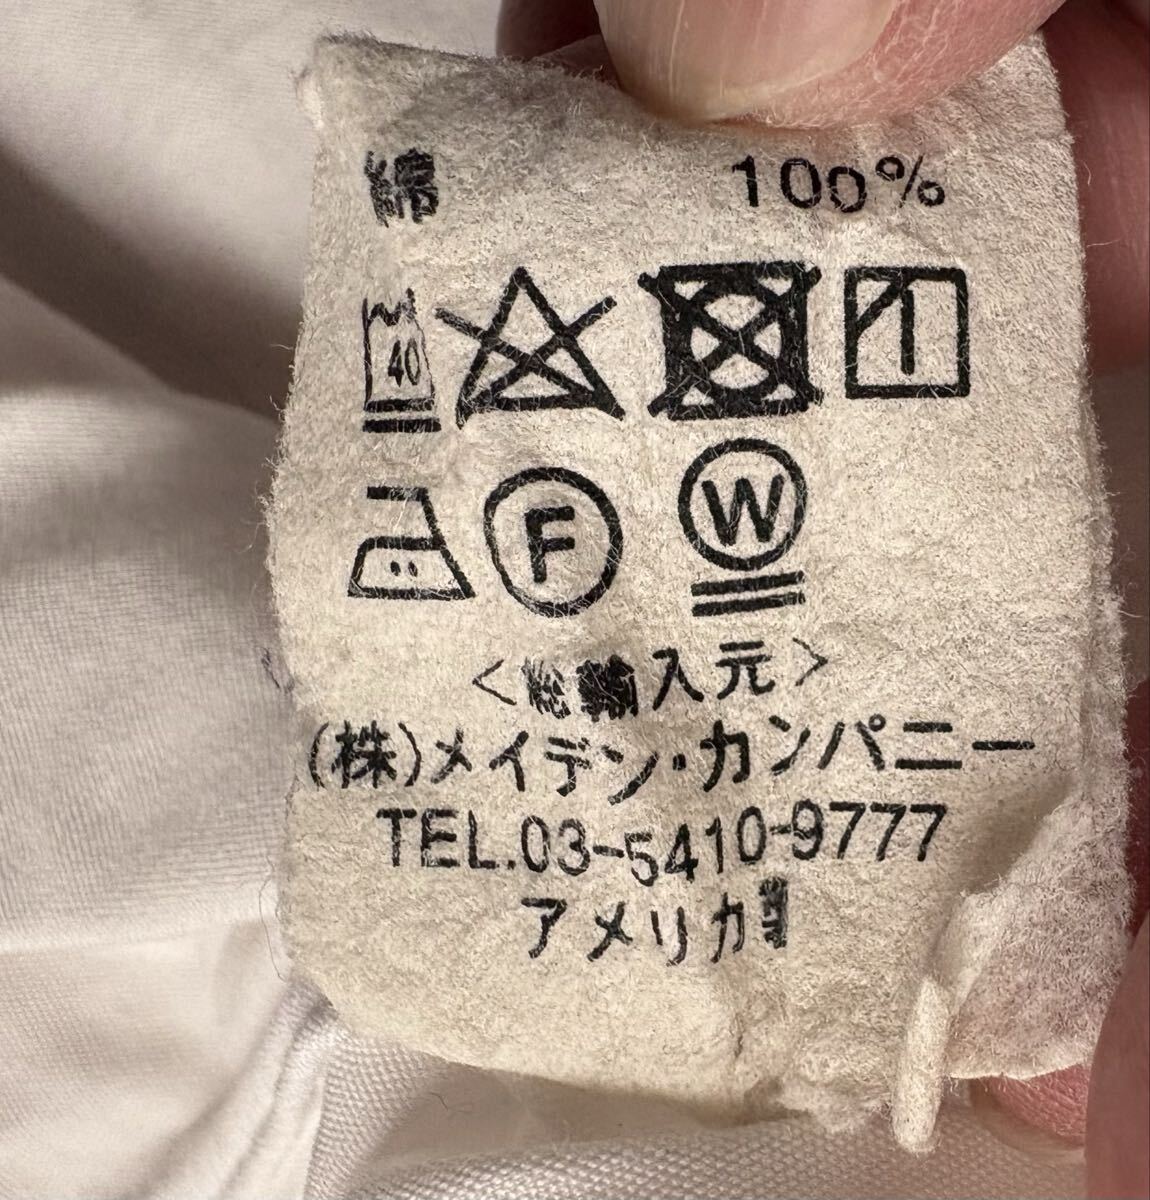 綿 100%
40
F W
<総輸入元>
(株)メイデン・カンパニー
TEL.03-5410-9777
アメリカ製